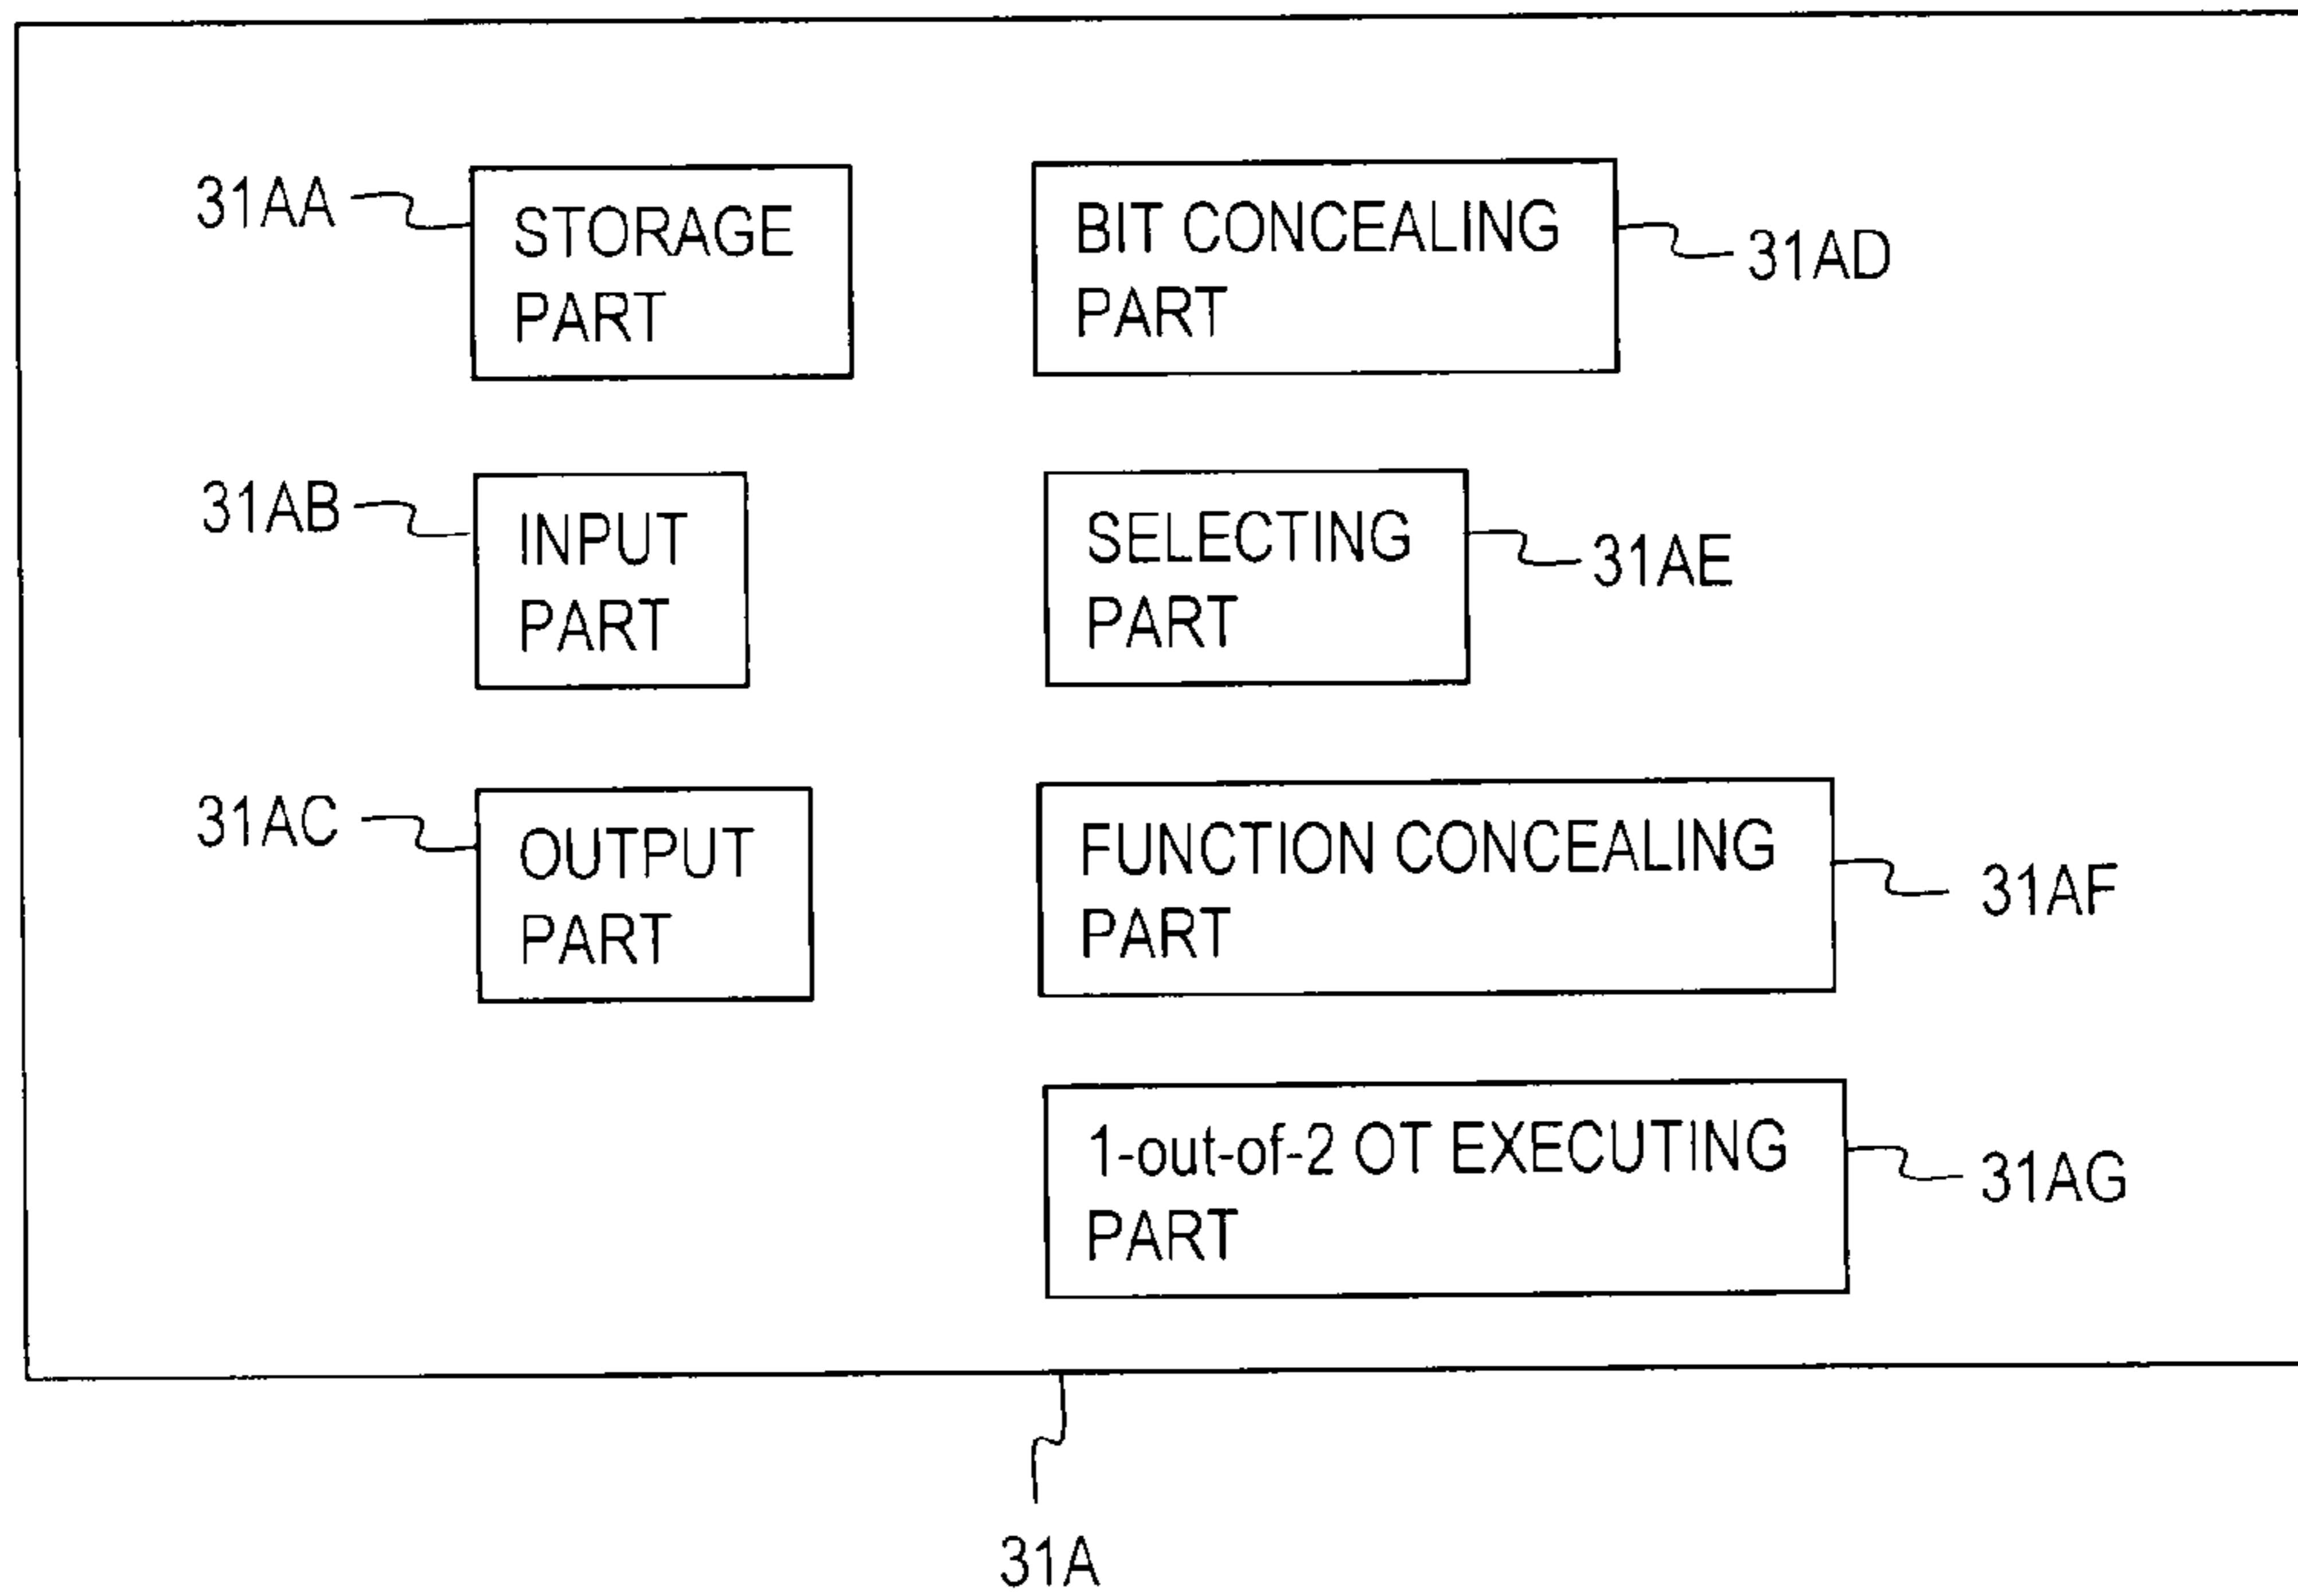 31AA
STORAGE
PART
BIT CONCEALING
PART
31AD
31AB
INPUT
PART
SELECTING
PART
31AE
31AC
OUTPUT
PART
FUNCTION CONCEALING
PART
31AF
1-out-of-2 OT EXECUTING
PART
31AG
31A